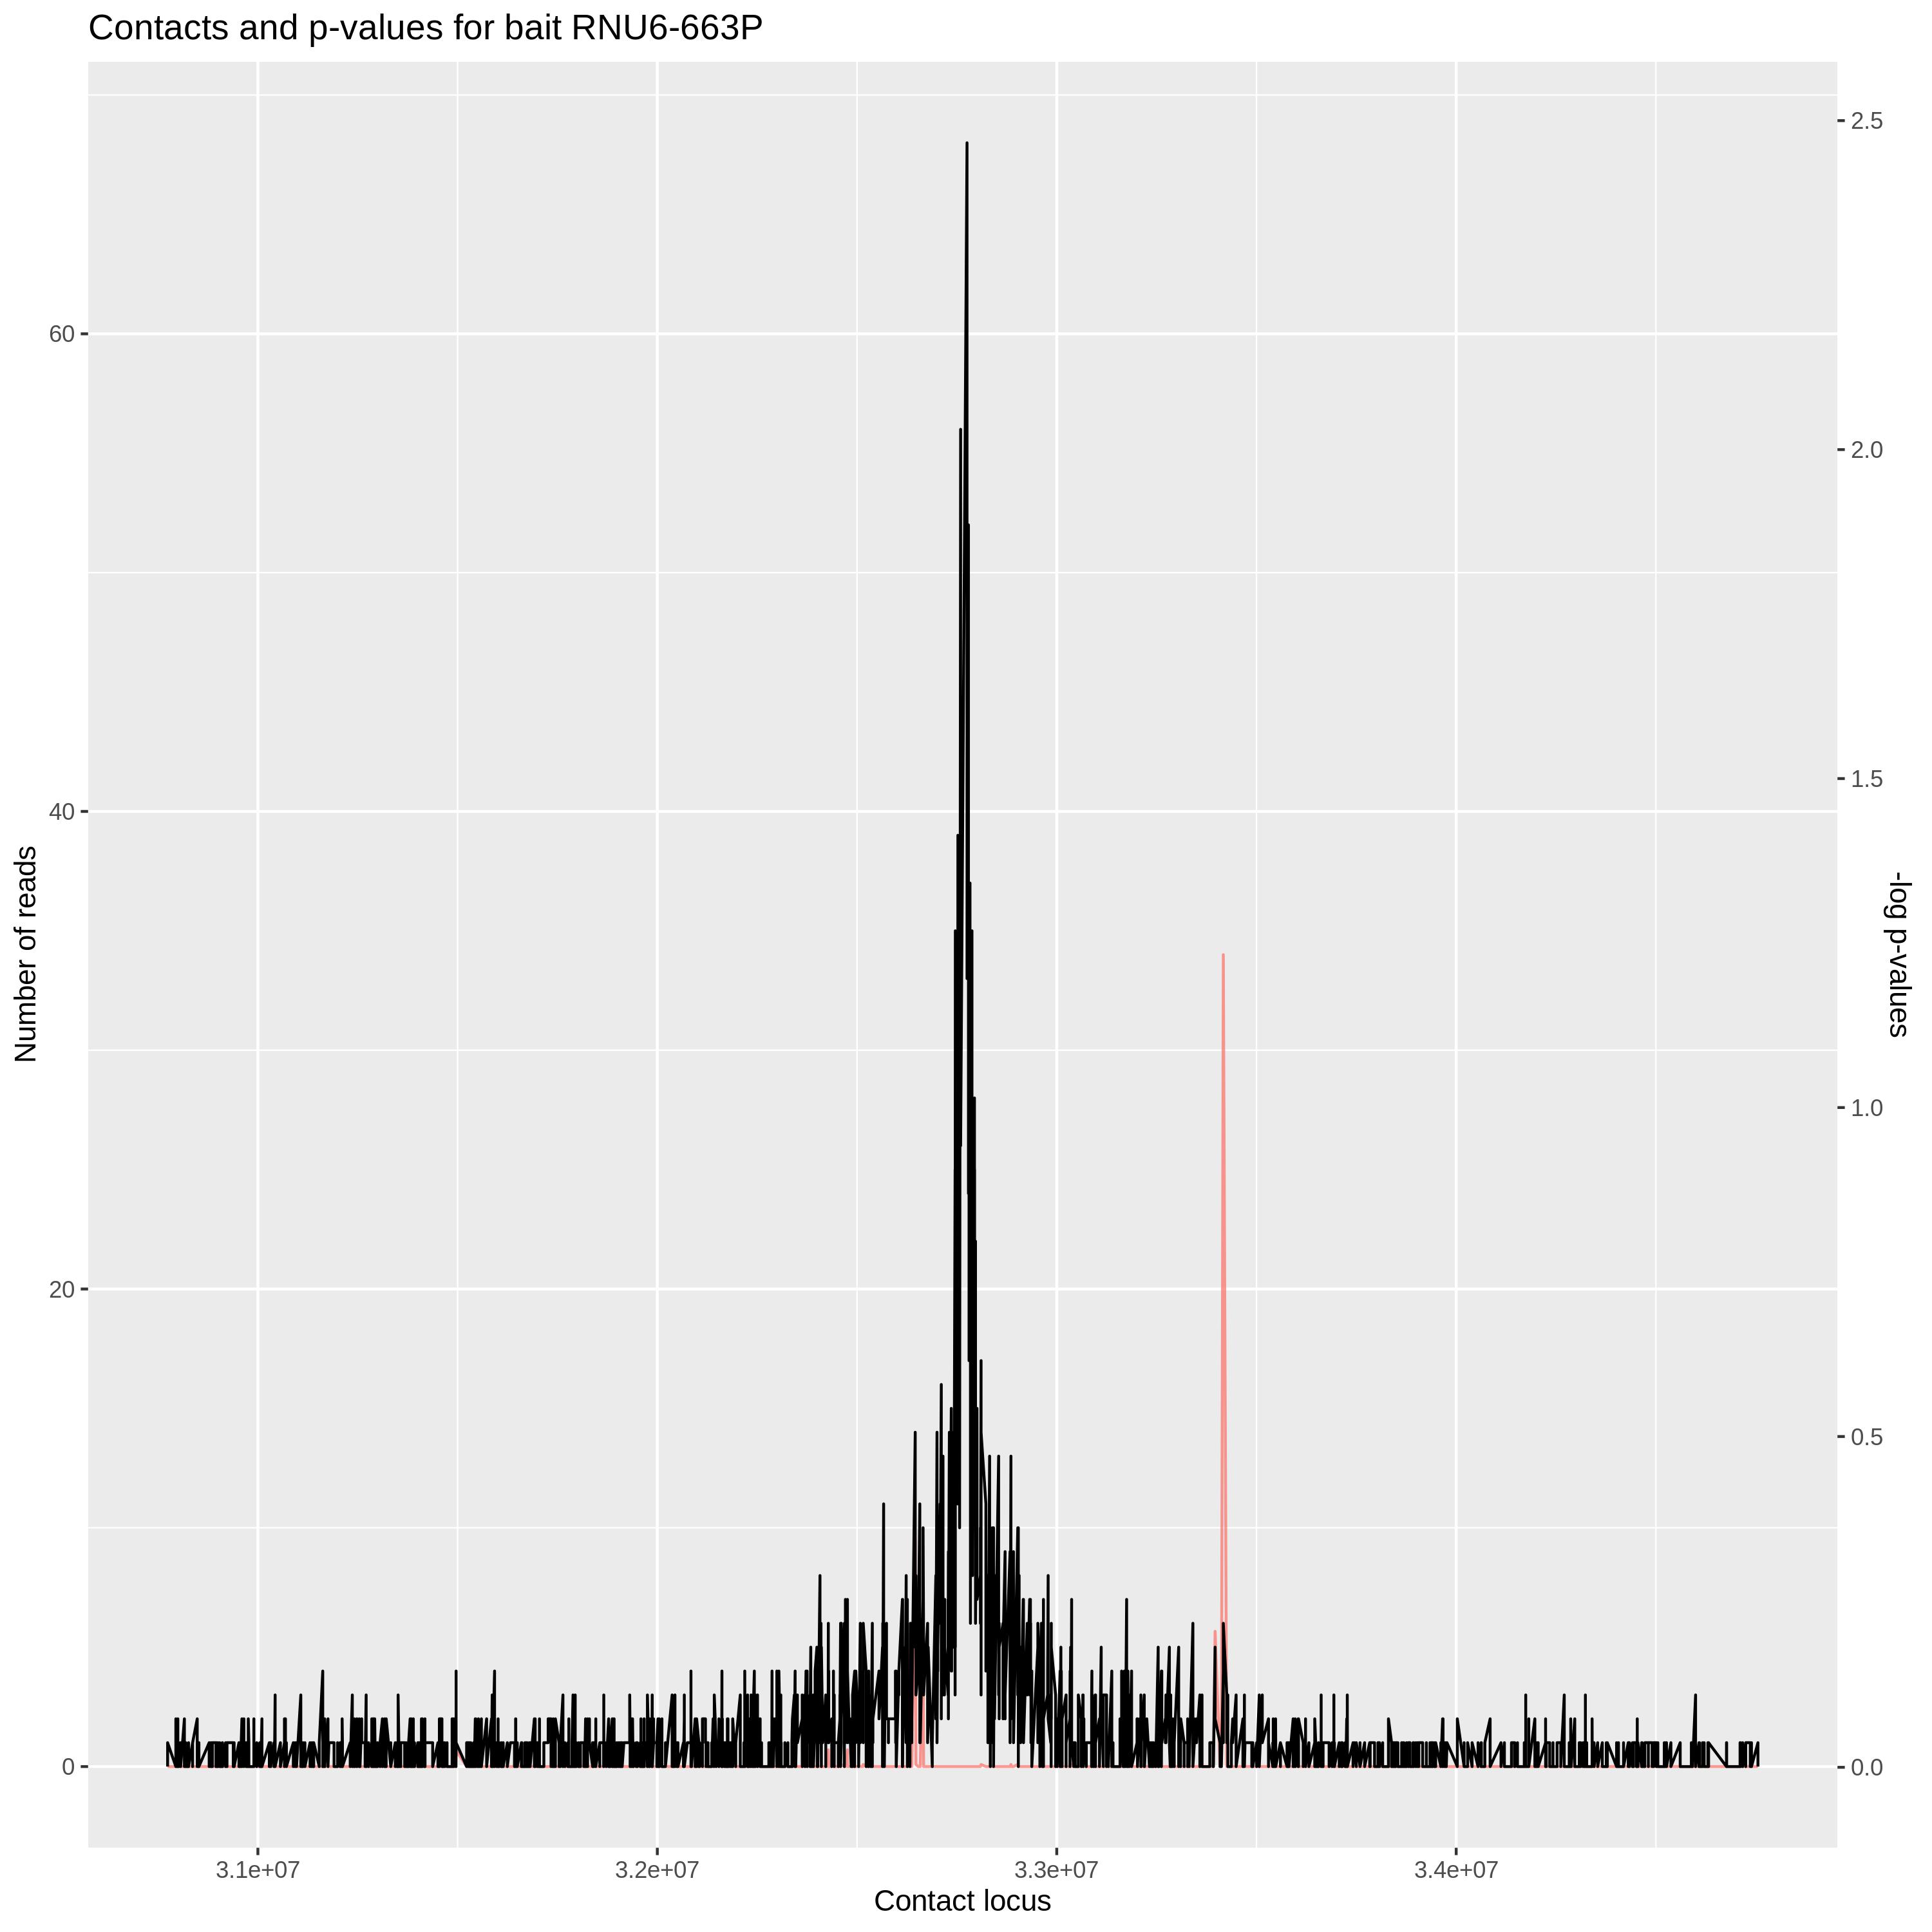 Contacts and p-values for bait RNU6-663P
Number of reads
60
40
20
0
2.5
2.0
1.5
1.0
0.5
0.0
-log p-values
3.1e+07
3.2e+07
3.3e+07
3.4e+07
Contact locus